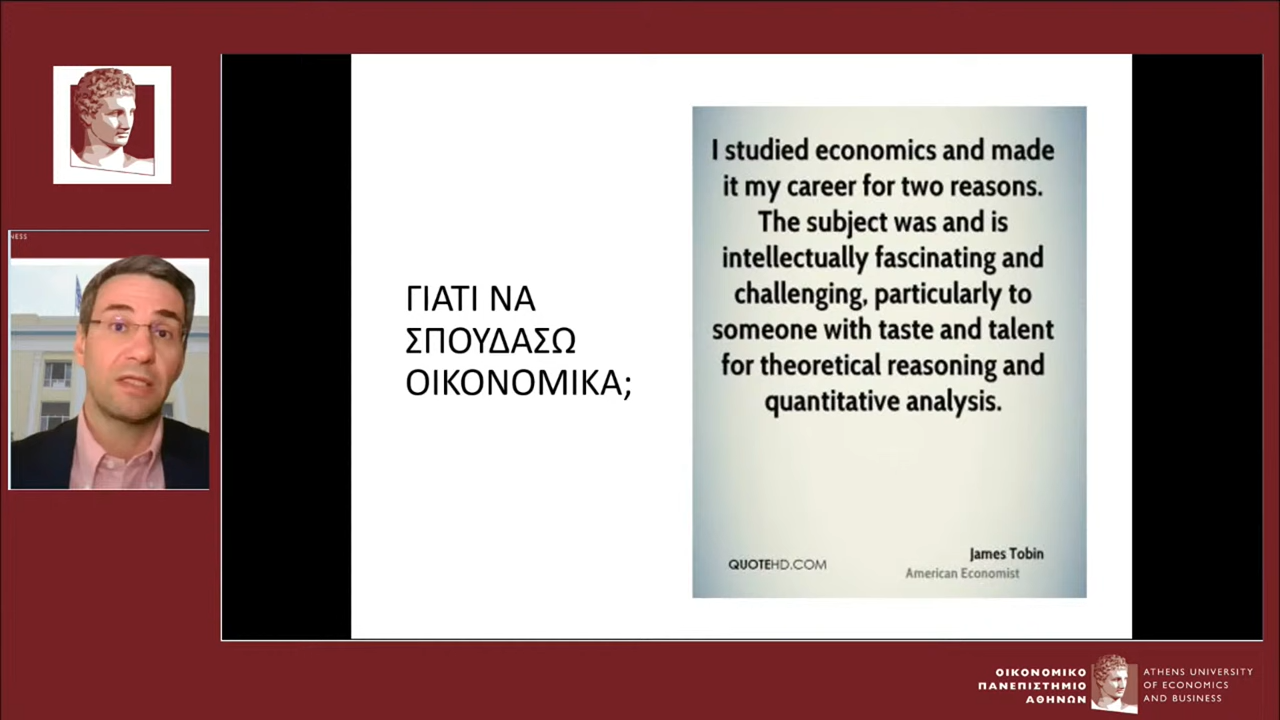 NESS
ΓΙΑΤΙ ΝΑ
ΣΠΟΥΔΑΣΩ
ΟΙΚΟΝΟΜΙΚΑ;
I studied economics and made
it my career for two reasons.
The subject was and is
intellectually fascinating and
challenging, particularly to
someone with taste and talent
for theoretical reasoning and
quantitative analysis.
James Tobin
American Economist
QUOTEHD.COM
ΟΙΚΟΝΟΜΙΚΟ
ΠΑΝΕΠΙΣΤΗΜΙΟ
ΑΘΗΝΩΝ
ATHENS UNIVERSITY
OF ECONOMICS
AND BUSINESS